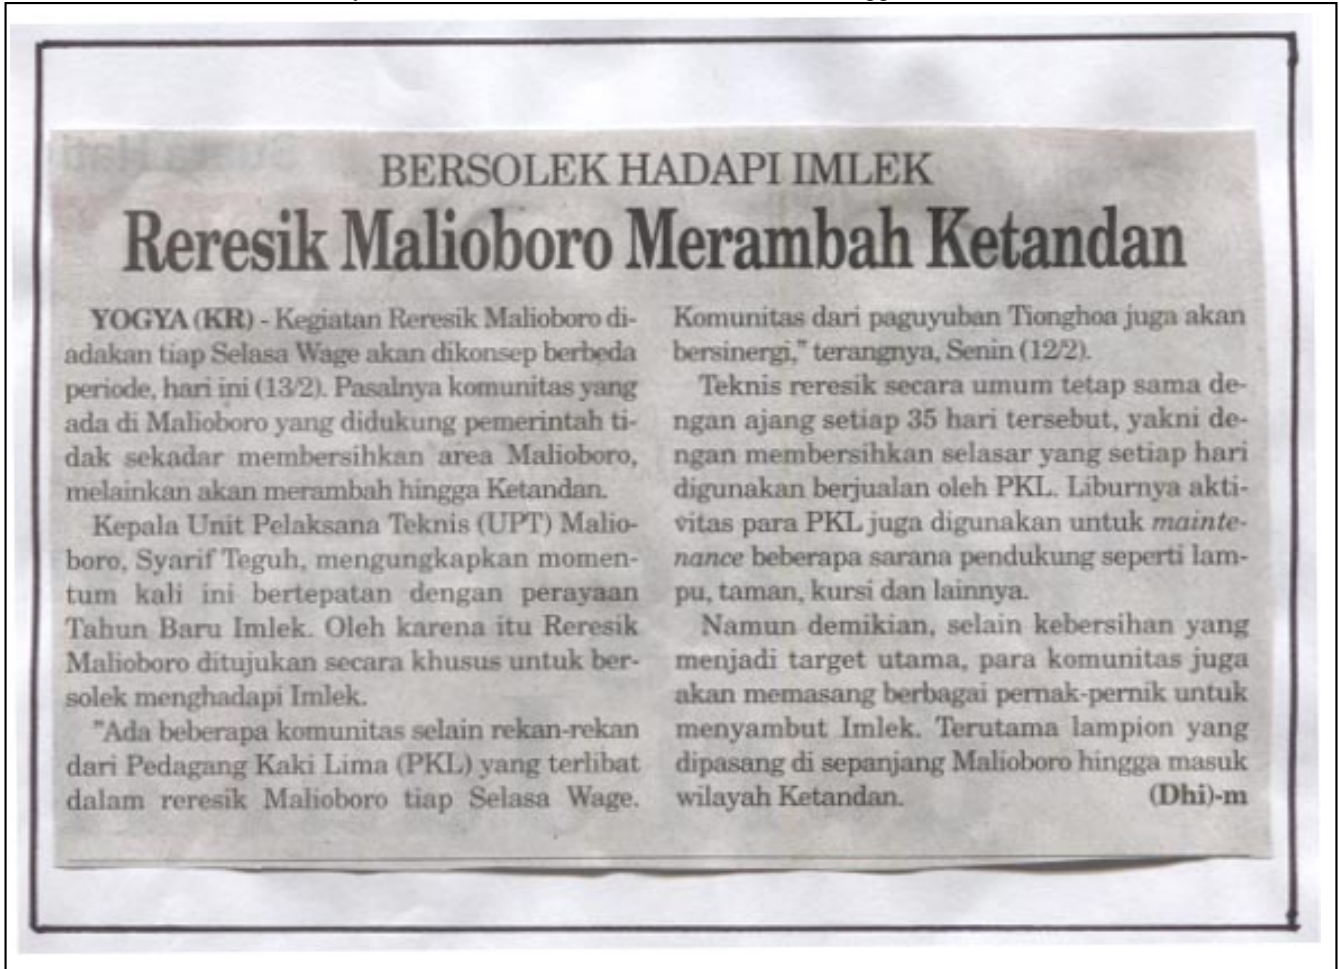 BERSOLEK HADAPI IMLEK
Reresik Malioboro Merambah Ketandan
YOGYA (KR) - Kegiatan Reresik Malioboro di-
adakan tiap Selasa Wage akan dikonsep berbeda
periode, hari ini (13/2). Pasalnya komunitas yang
ada di Malioboro yang didukung pemerintah ti-
dak sekadar membersihkan area Malioboro,
melainkan akan merambah hingga Ketandan.
Kepala Unit Pelaksana Teknis (UPT) Malio-
boro, Syarif Teguh, mengungkapkan momen-
tum kali ini bertepatan dengan perayaan
Tahun Baru Imlek. Oleh karena itu Reresik
Malioboro ditujukan secara khusus untuk ber-
solek menghadapi Imlek.
"Ada beberapa komunitas selain rekan-rekan
dari Pedagang Kaki Lima (PKL) yang terlibat
dalam reresik Malioboro tiap Selasa Wage.
Komunitas dari paguyuban Tionghoa juga akan
bersinergi," terangnya, Senin (12/2).
Teknis reresik secara umum tetap sama de-
ngan ajang setiap 35 hari tersebut, yakni de-
ngan membersihkan selasar yang setiap hari
digunakan berjualan oleh PKL. Liburnya akti-
vitas para PKL juga digunakan untuk mainte-
nance beberapa sarana pendukung seperti lam-
pu, taman, kursi dan lainnya.
Namun demikian, selain kebersihan yang
menjadi target utama, para komunitas juga
akan memasang berbagai pernak-pernik untuk
menyambut Imlek. Terutama lampion yang
dipasang di sepanjang Malioboro hingga masuk
wilayah Ketandan. (Dhi)-m